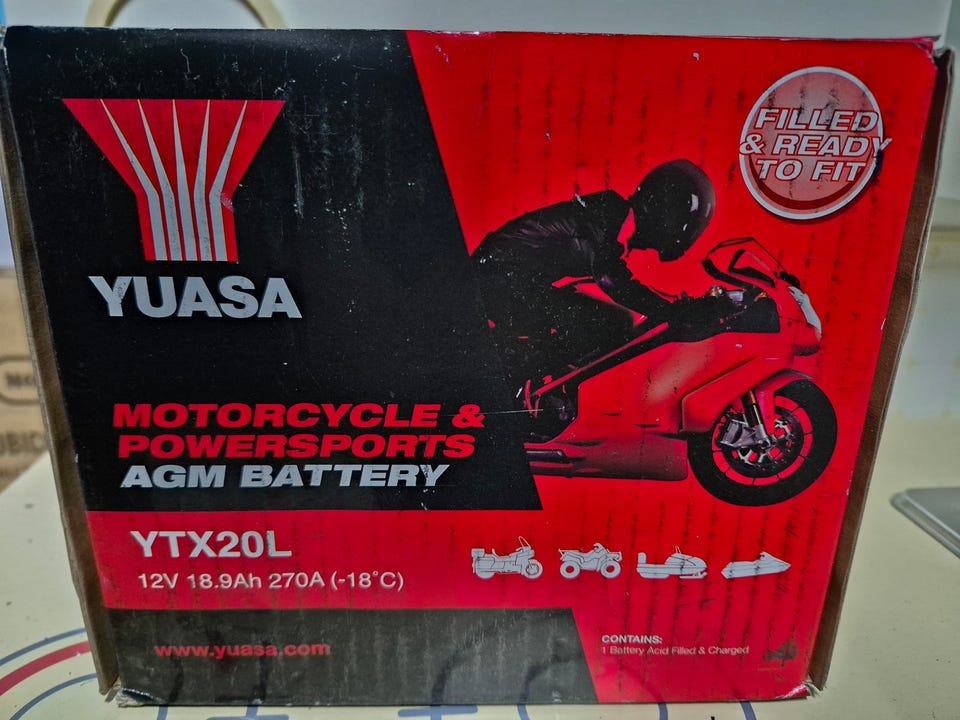 FILLED
& READY
TO FIT
YUASA
MOTORCYCLE &
POWERSPORTS
AGM BATTERY
YTX20L
12V 18.9Ah 270A (-18°C)
www.yuasa.com
CONTAINS:
1 Battery Acid Filled & Charged